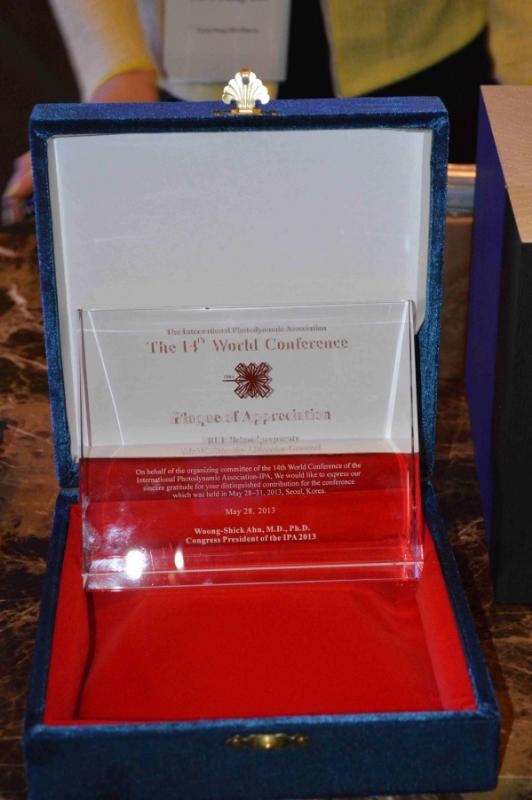 The International Photodynamic Association
The 14th World Conference
Plaque of Appreciation
On behalf of the organizing committee of the 14th World Conference of the
International Photodynamic Association-IPA, We would like to express our
sincere gratitude for your distinguished contribution for the conference
which was held in May 28–31, 2013, Seoul, Korea.
May 28, 2013
Woong-Shick Ahn, M.D., Ph.D.
Congress President of the IPA 2013